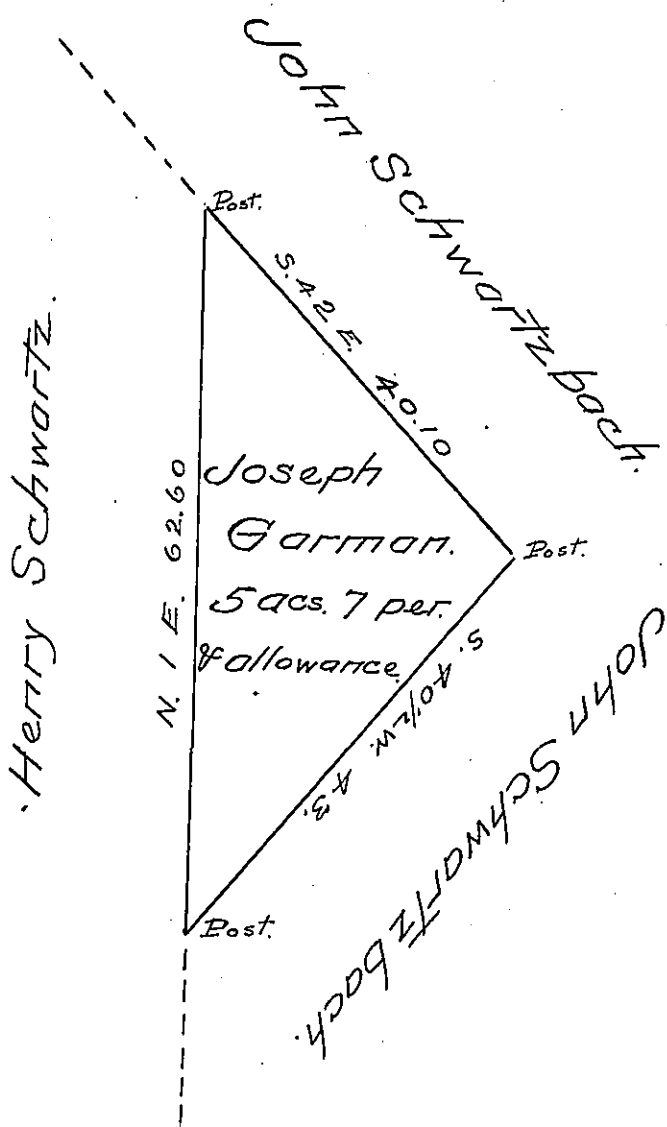 John Schwartzbach.
Post.
S. 42 E. 40.10
Henry Schwartz.
N. 1 E. 62.60
Joseph
Garman.
5 acs. 7 per.
& allowance
Post.
S. 40½ W. 43.
John Schwartzbach.
Post.